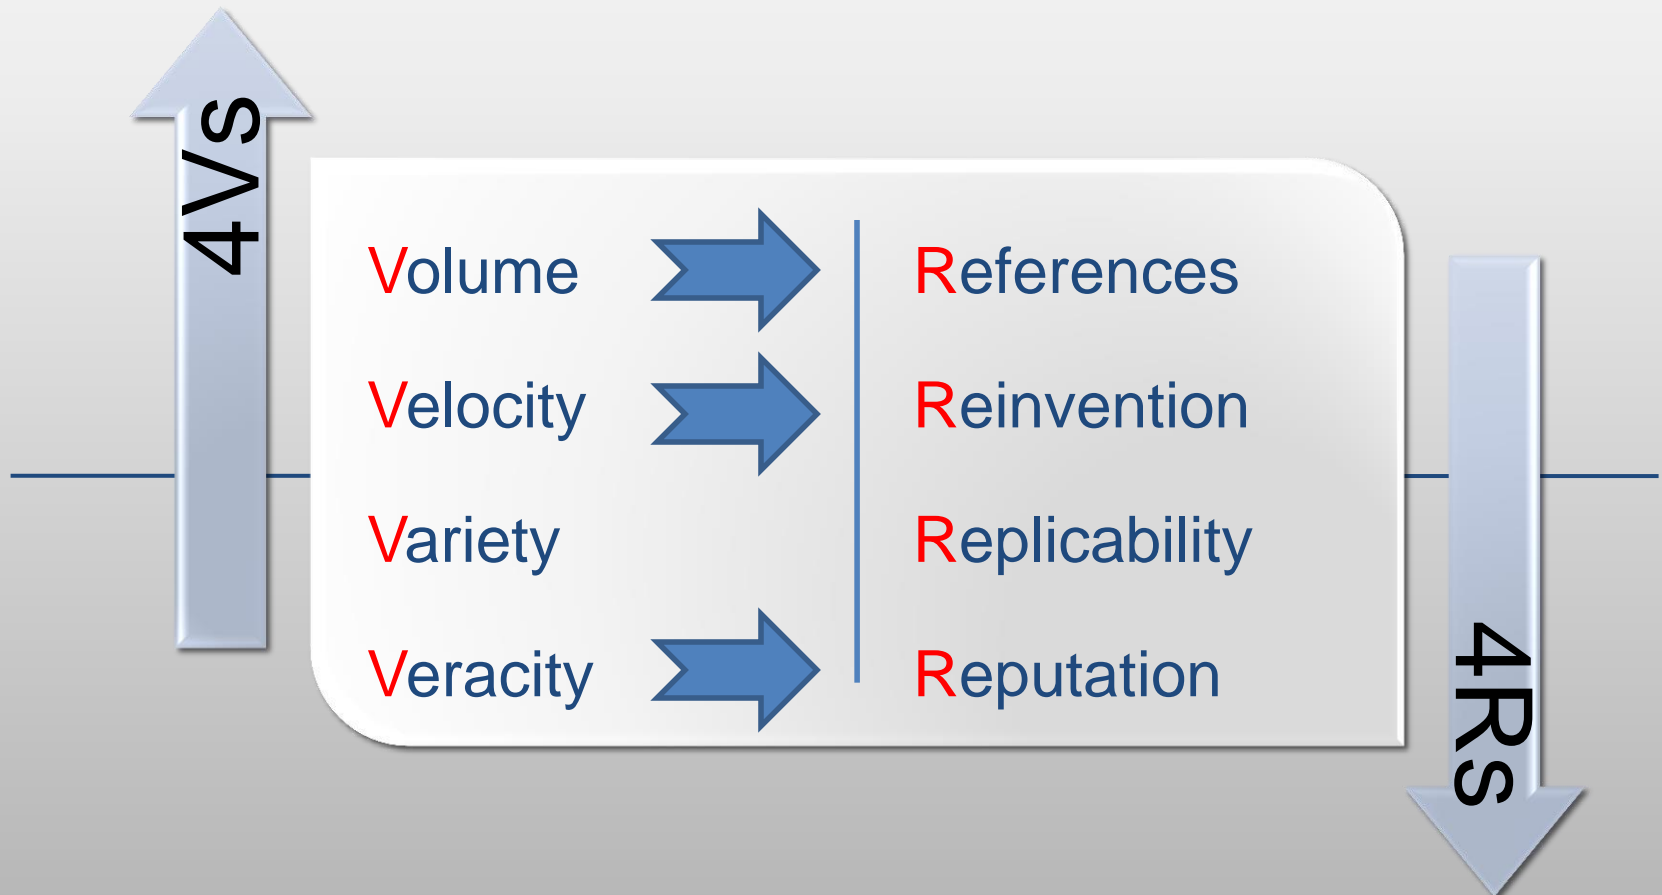 4Vs
Volume
References
Velocity
Reinvention
Variety
Replicability
Veracity
Reputation
4Rs